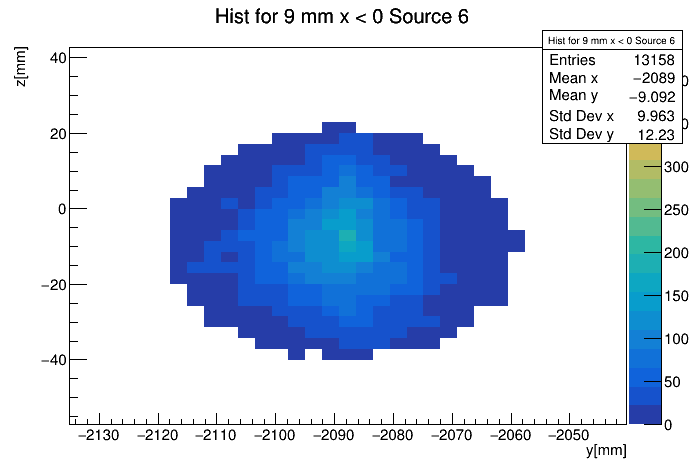 Hist for 9 mm x < 0 Source 6
Hist for 9 mm x < 0 Source 6
Entries 13158
Mean x −2089
Mean y −9.092
Std Dev x 9.963
Std Dev y 12.23
z[mm]
40
20
0
−20
−40
−2130 −2120 −2110 −2100 −2090 −2080 −2070 −2060 −2050
y[mm]
300
250
200
150
100
50
0